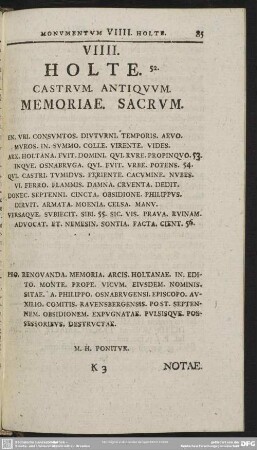 MONVMENTVM VIIII. HOLTE. 85
VIIII.
HOLTE. 52.
CASTRVM. ANTIQVVM.
MEMORIAE. SACRVM.
EN. VBI. CONSVMTOS. DIVTVRNI. TEMPORIS. AEVO.
MVROS. IN. SVMMO. COLLE. VIRENTE. VIDES.
ARX. HOLTANA. FVIT. DOMINI. QVI. RVRE. PROPINQVO. 53.
INQVE. OSNABRVGA. QVI. FVIT. VRBE. POTENS. 54.
QVI. CASTRI. TVMIDVS. FERIENTE. CACVMINE. NVBES.
VI. FERRO. FLAMMIS. DAMNA. CRVENTA. DEDIT.
DONEC. SEPTENNI. CINCTA. OBSIDIONE. PHILIPPVS.
DIRVPI. ARMATA. MOENIA. CELSA. MANV.
VERSAQVE. SVBIECIT. SIBI. 55. SIC. VIS. PRAVA. RVINAM.
ADVOCAT. ET. NEMESIN. SONTIA. FACTA. CIENT. 56.
PRO. RENOVANDA. MEMORIA. ARCIS. HOLTANAE. IN. EDI-
TO. MONTE. PROPE. VICVM. EIVSDEM. NOMINIS.
SITAE. A. PHILIPPO. OSNABRVGENSI. EPISCOPO. AV-
XILIO. COMITIS. RAVENSBERGENSIS. POST. SEPTEN-
NEM. OBSIDIONEM. EXPVGNATAE. PVLSISQVE. POS-
SESSORIBVS. DESTRVCTAE.
M. H. PONITVR.
K 3 NOTAE.